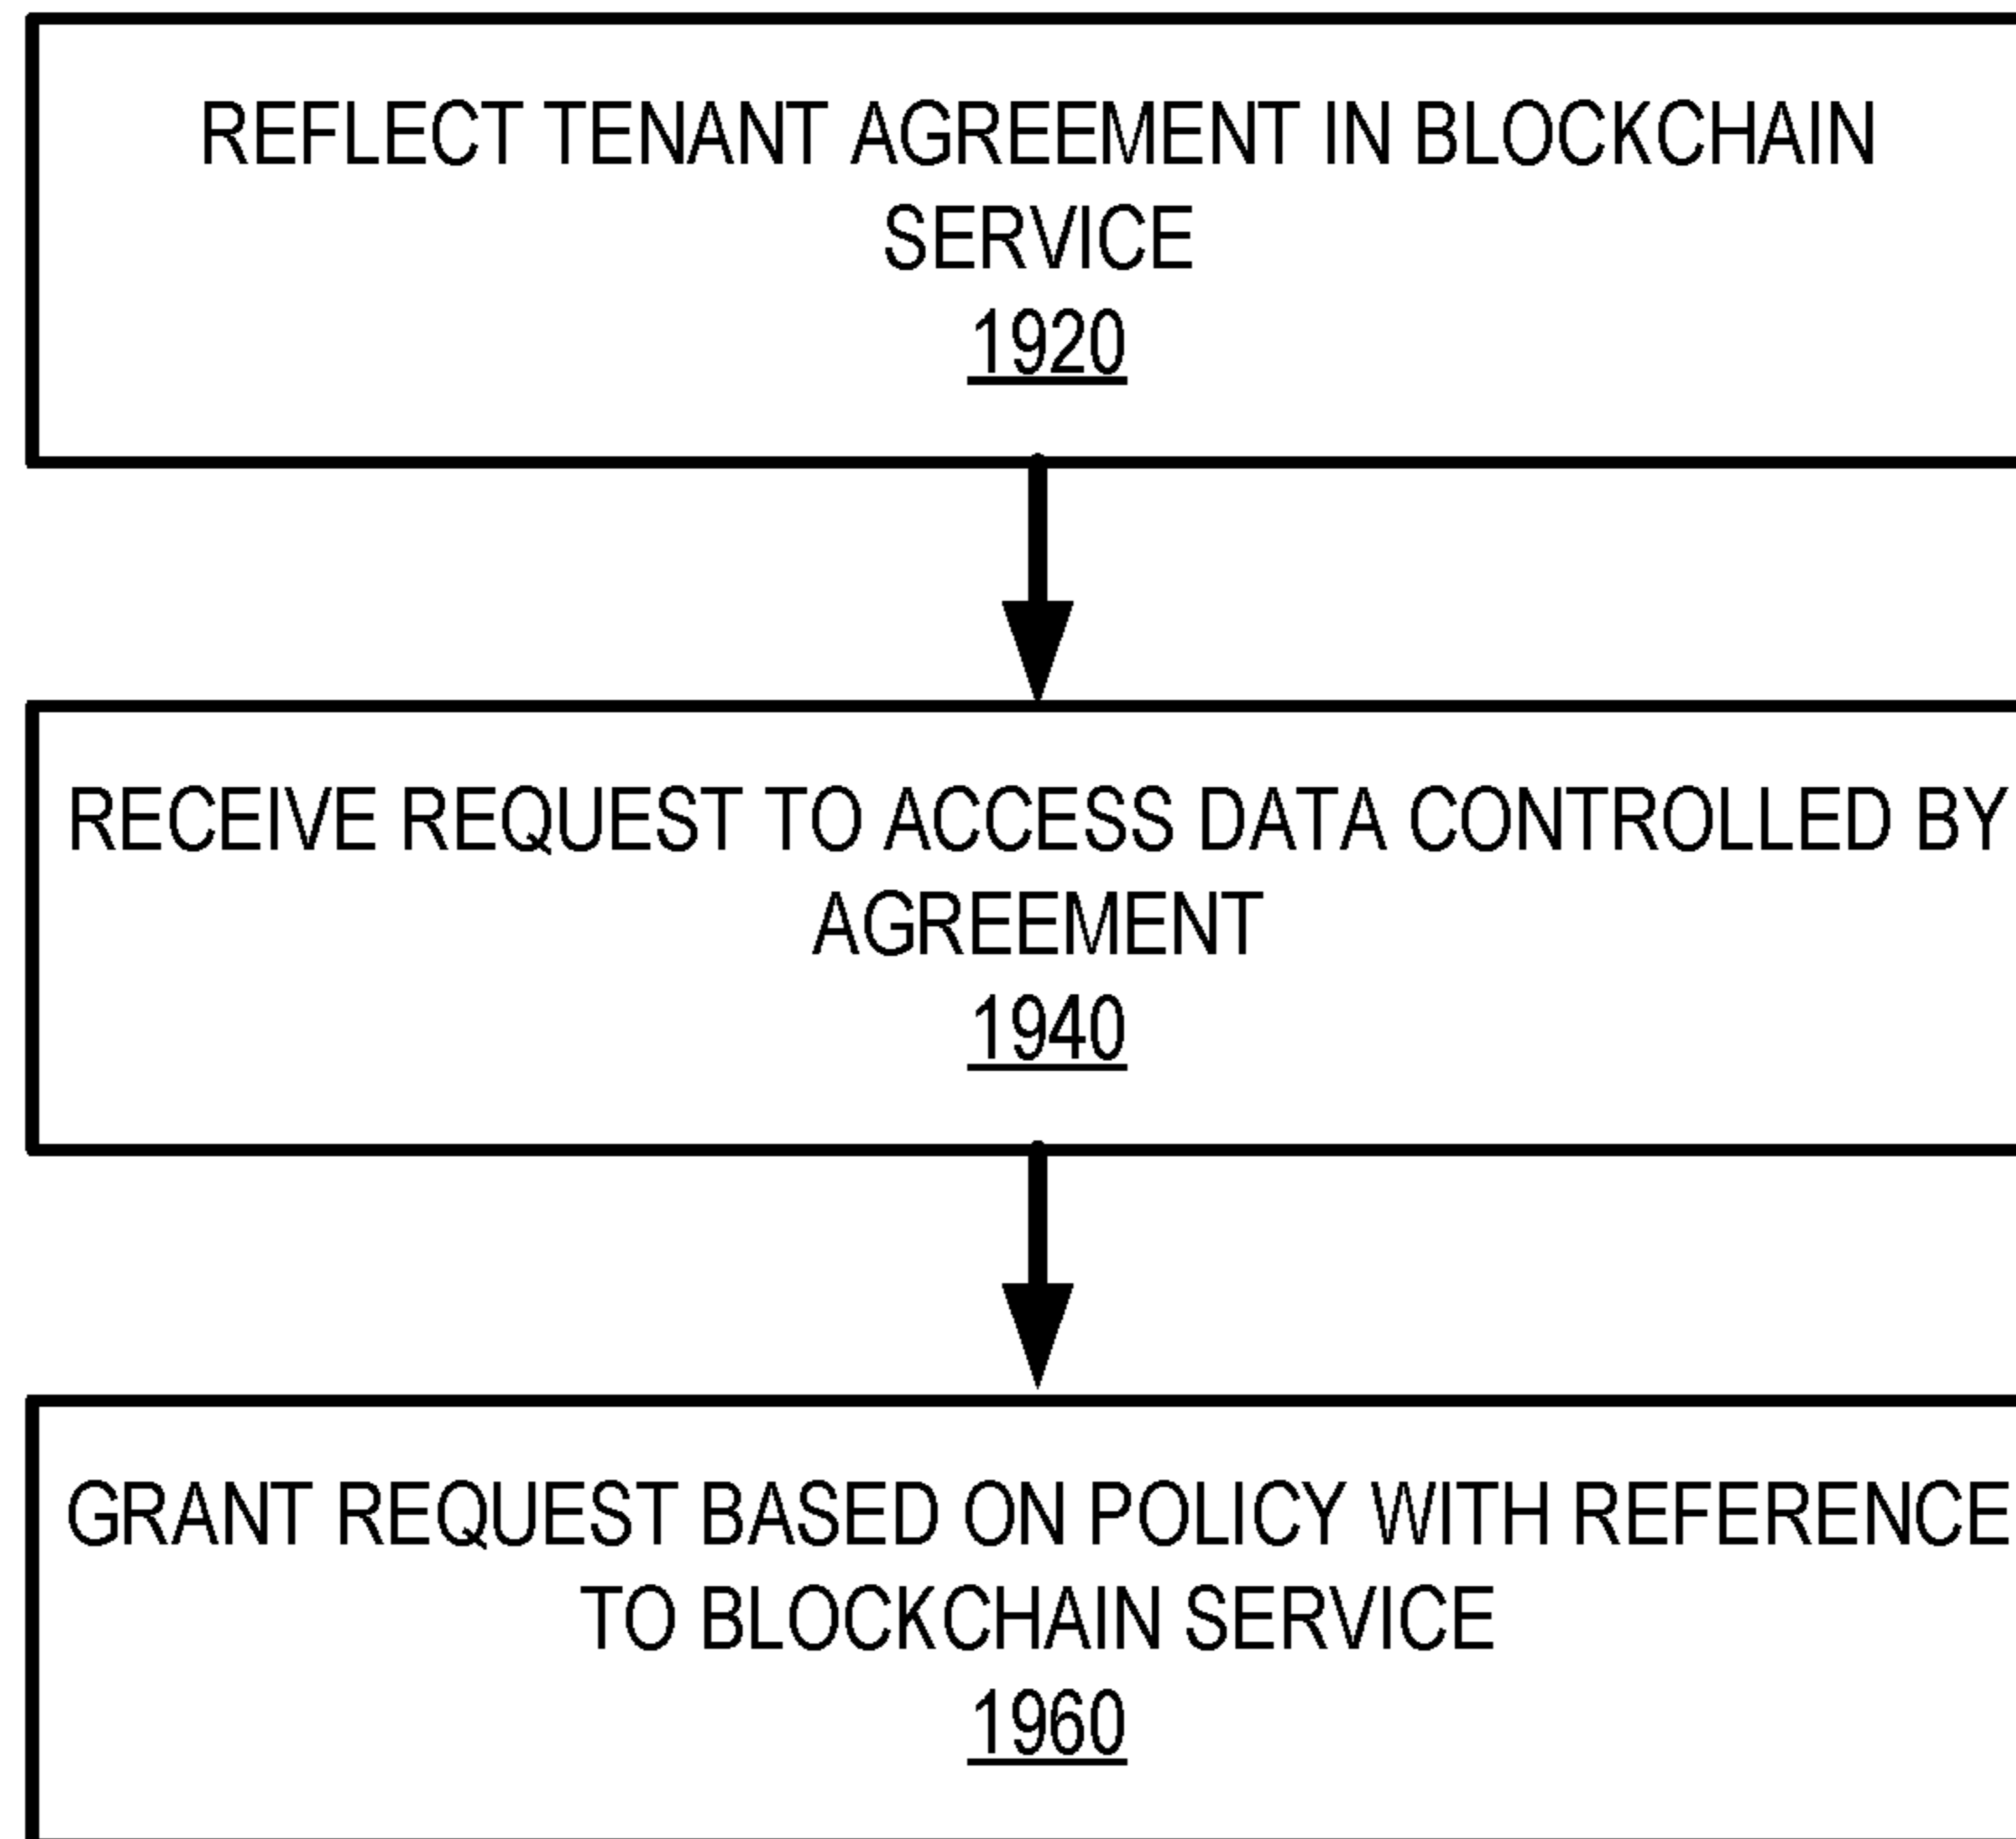 REFLECT TENANT AGREEMENT IN BLOCKCHAIN
SERVICE
1920
RECEIVE REQUEST TO ACCESS DATA CONTROLLED BY
AGREEMENT
1940
GRANT REQUEST BASED ON POLICY WITH REFERENCE
TO BLOCKCHAIN SERVICE
1960